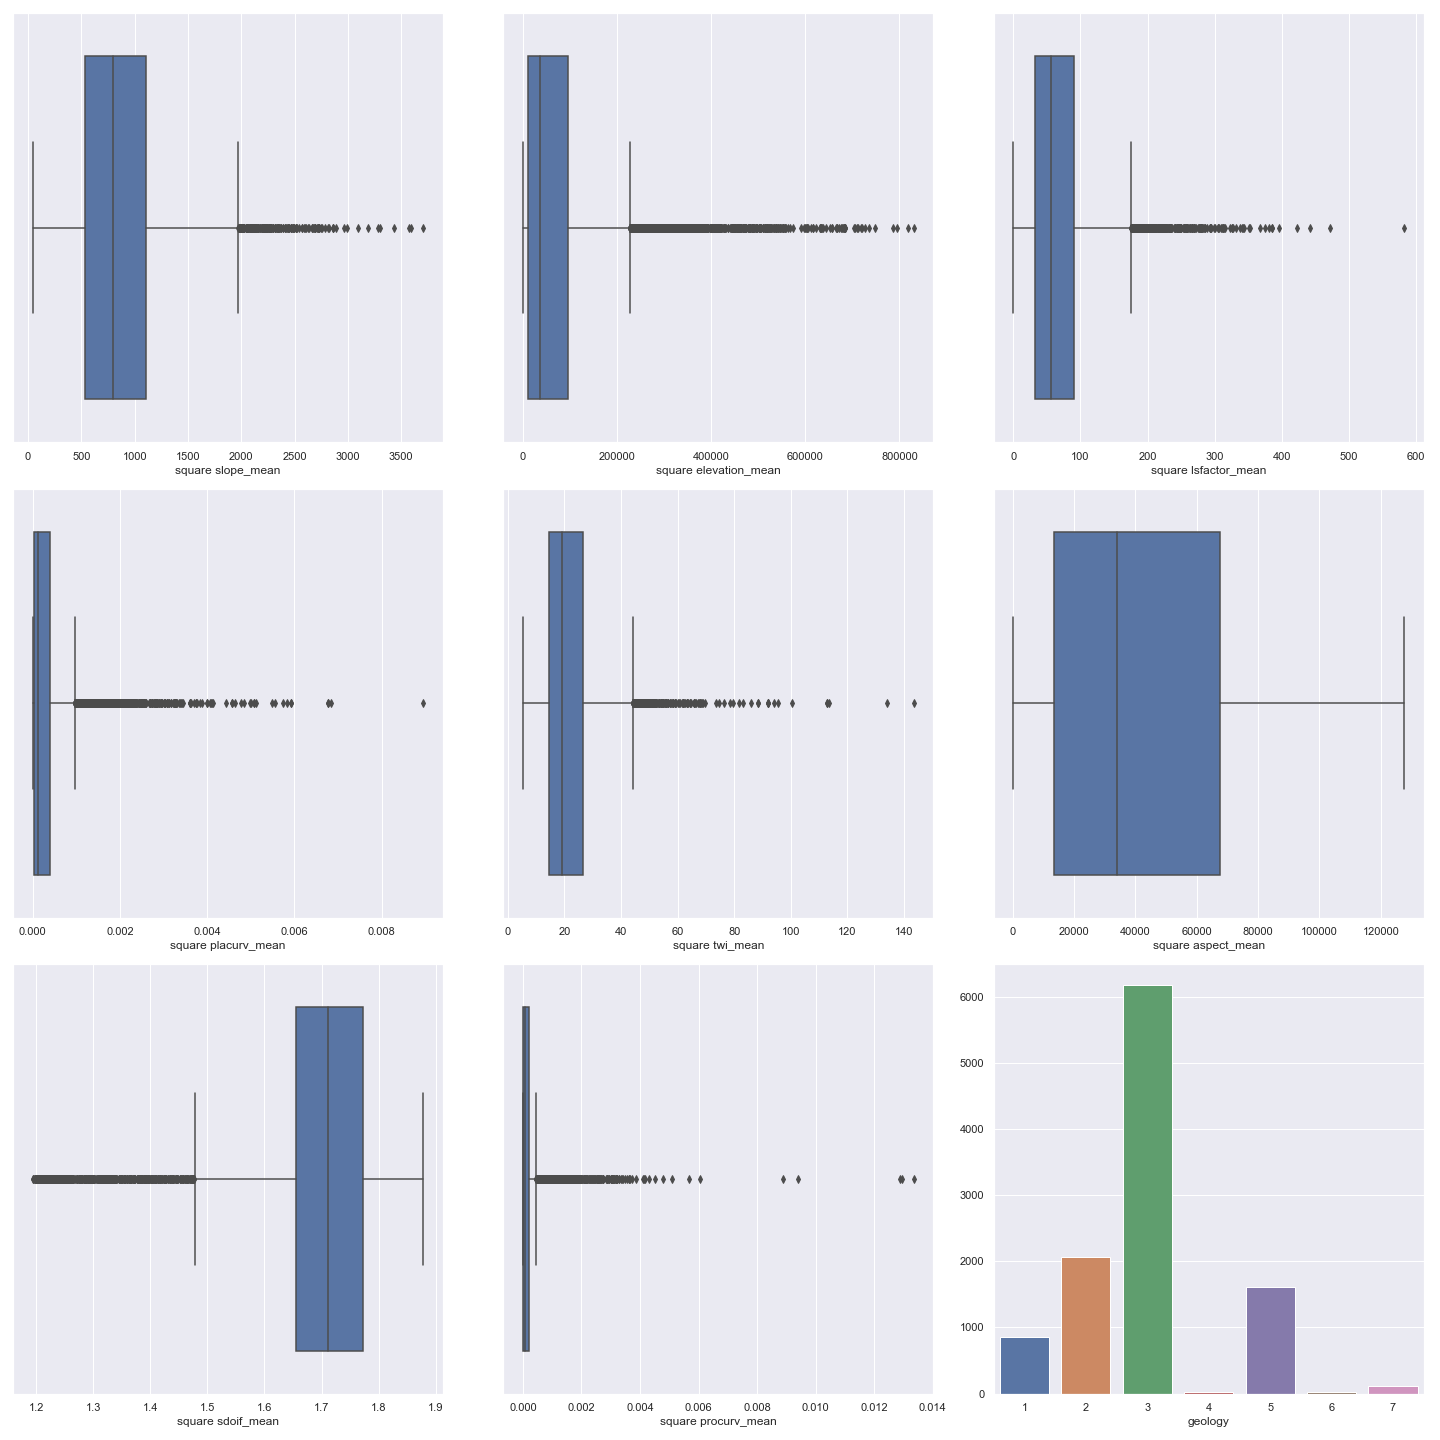 0 500 1000 1500 2000 2500 3000 3500
square slope_mean
0 200000 400000 600000 800000
square elevation_mean
0 100 200 300 400 500 600
square lsfactor_mean
0.000 0.002 0.004 0.006 0.008
square placurv_mean
0 20 40 60 80 100 120 140
square twi_mean
0 20000 40000 60000 80000 100000 120000
square aspect_mean
1.2 1.3 1.4 1.5 1.6 1.7 1.8 1.9
square sdoif_mean
0.000 0.002 0.004 0.006 0.008 0.010 0.012 0.014
square procurv_mean
6000
5000
4000
3000
2000
1000
0
1 2 3 4 5 6 7
geology